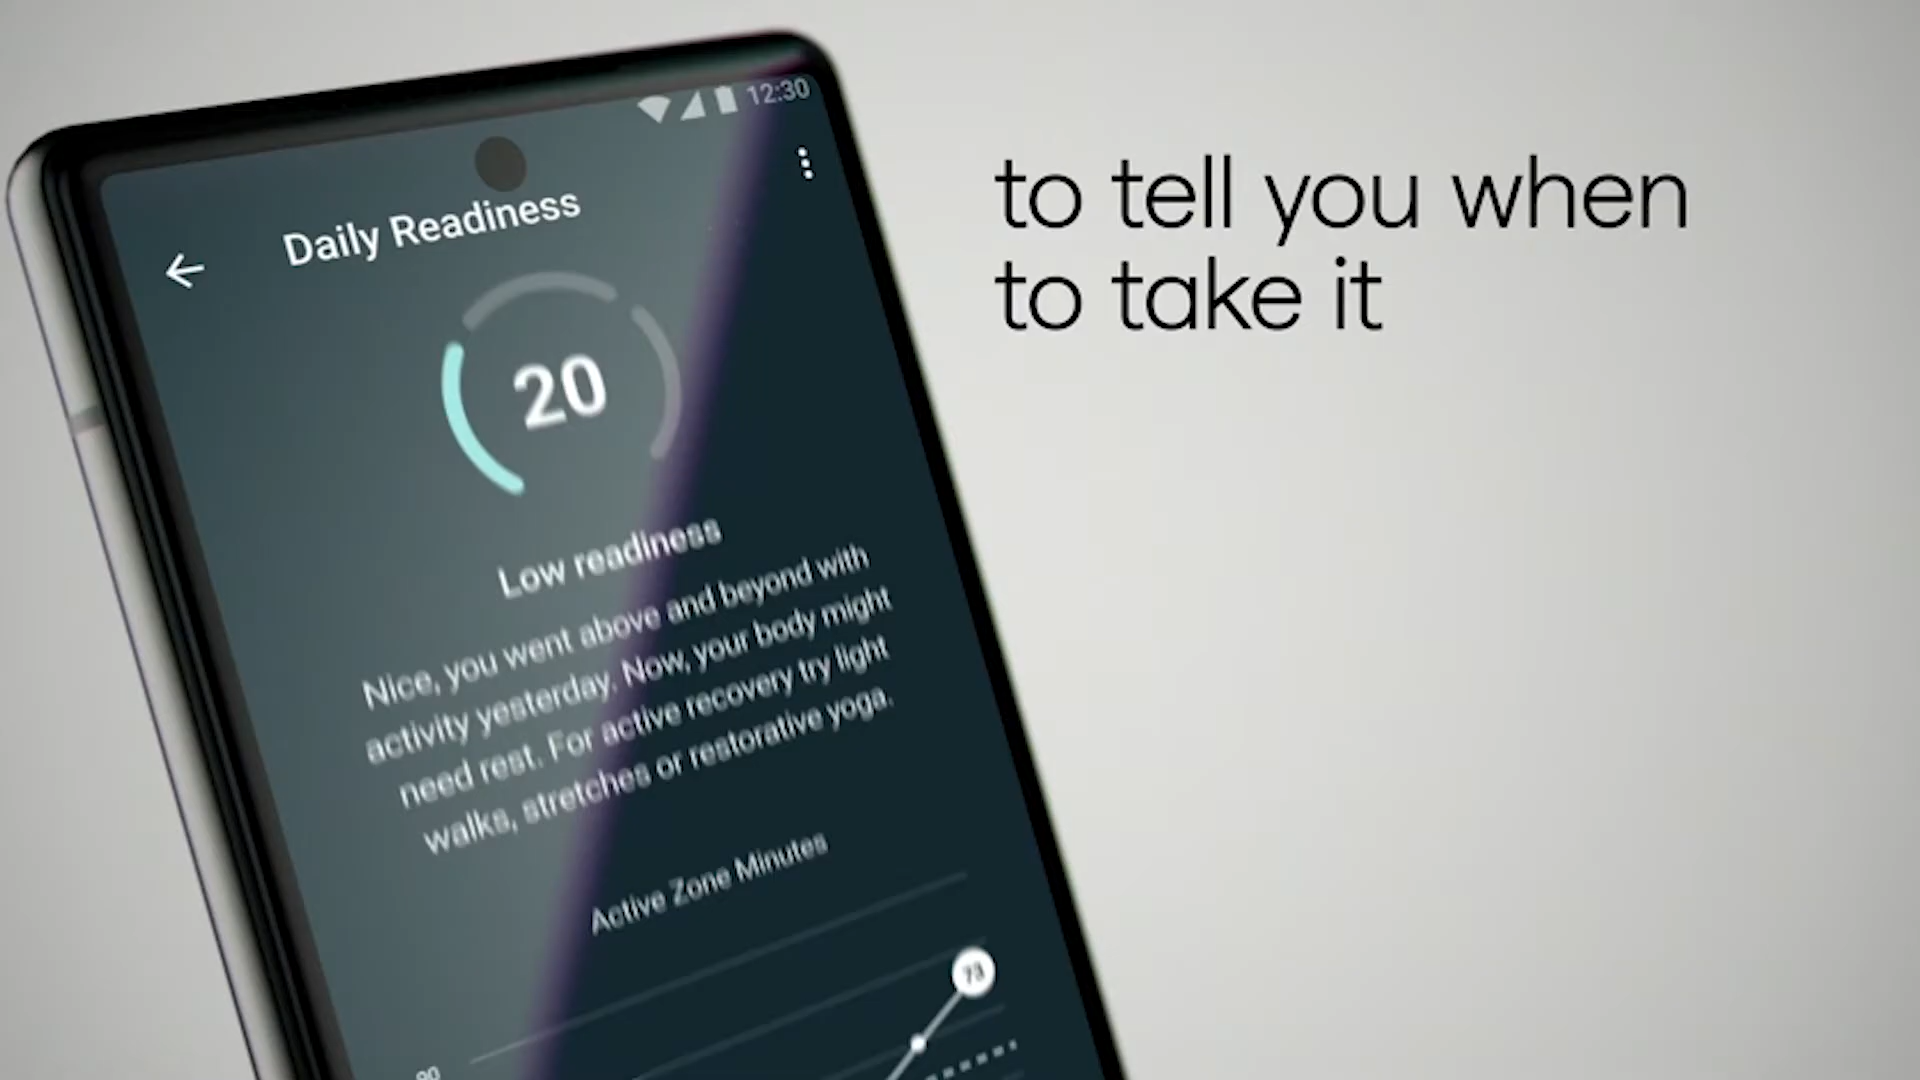 12:30
Daily Readiness
20
Low readiness
Nice, you went above and beyond with
activity yesterday. Now, your body might
need rest. For active recovery try light
walks, stretches or restorative yoga.
Active Zone Minutes
73
90
to tell you when
to take it